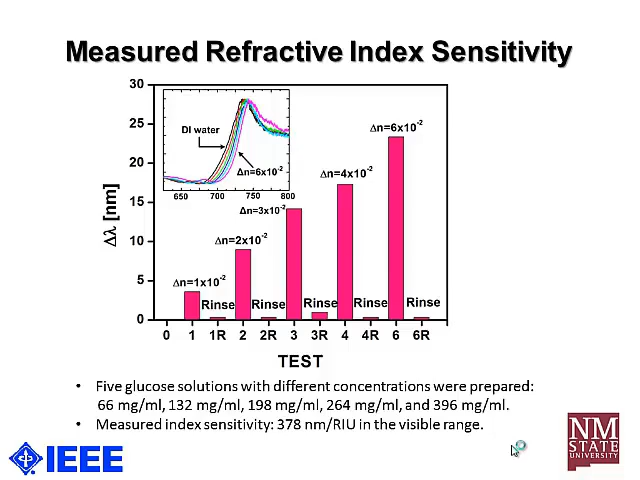 Measured Refractive Index Sensitivity
30
25
20
15
10
5
0
Δλ [nm]
DI water
Δn=6x10⁻²
650 700 750 800
Δn=1x10⁻²
Δn=2x10⁻²
Δn=3x10⁻²
Δn=4x10⁻²
Δn=6x10⁻²
Rinse Rinse Rinse Rinse Rinse
0 1 1R 2 2R 3 3R 4 4R 6 6R
TEST
• Five glucose solutions with different concentrations were prepared:
66 mg/ml, 132 mg/ml, 198 mg/ml, 264 mg/ml, and 396 mg/ml.
• Measured index sensitivity: 378 nm/RIU in the visible range.
IEEE
NM
STATE
UNIVERSITY